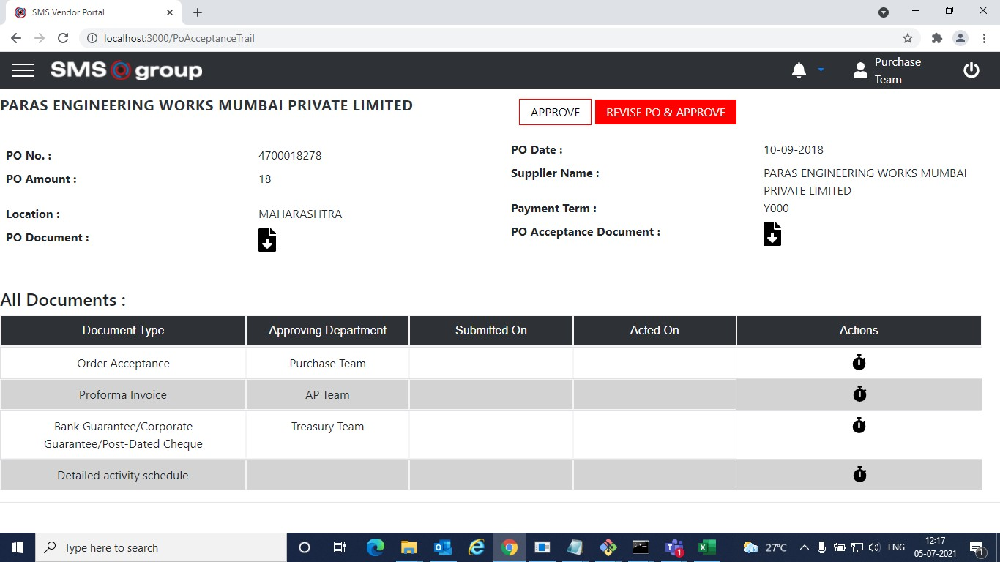 SMS Vendor Portal
localhost:3000/PoAcceptanceTrail
SMS group
Purchase
Team
PARAS ENGINEERING WORKS MUMBAI PRIVATE LIMITED
APPROVE
REVISE PO & APPROVE
PO No. :
4700018278
PO Date :
10-09-2018
PO Amount :
18
Supplier Name :
PARAS ENGINEERING WORKS MUMBAI
PRIVATE LIMITED
Location :
MAHARASHTRA
Payment Term :
Y000
PO Document :
PO Acceptance Document :
All Documents :
Document Type Approving Department Submitted On Acted On Actions
Order Acceptance Purchase Team
Proforma Invoice AP Team
Bank Guarantee/Corporate Treasury Team
Guarantee/Post-Dated Cheque
Detailed activity schedule
Type here to search
27°C
ENG
12:17
05-07-2021
1
1